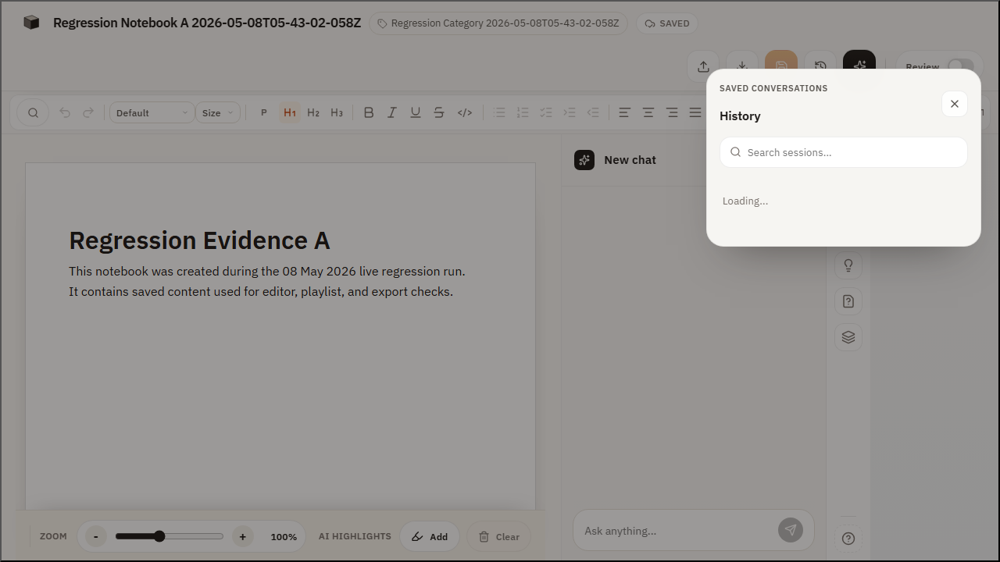 Regression Notebook A 2026-05-08T05-43-02-058Z
Regression Category 2026-05-08T05-43-02-058Z
SAVED
Review
Default
Size
P
H1
H2
H3
B
I
U
S
</>
SAVED CONVERSATIONS
History
Search sessions...
Loading...
New chat
Regression Evidence A
This notebook was created during the 08 May 2026 live regression run.
It contains saved content used for editor, playlist, and export checks.
Ask anything...
ZOOM
-
+
100%
AI HIGHLIGHTS
Add
Clear